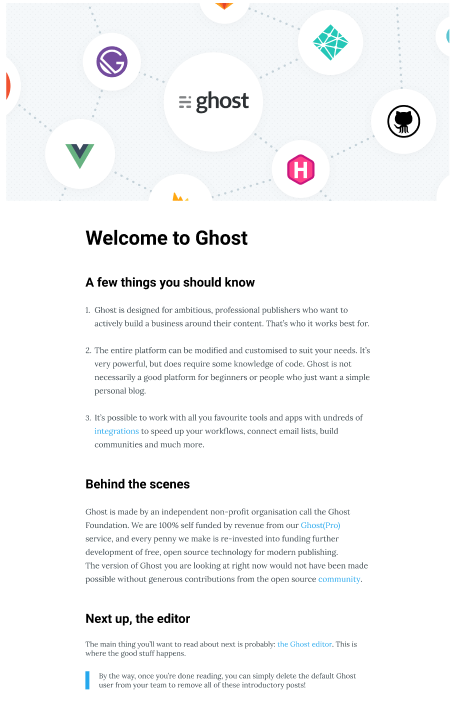 ghost
H
Welcome to Ghost
A few things you should know
1. Ghost is designed for ambitious, professional publishers who want to
actively build a business around their content. That's who it works best for.
2. The entire platform can be modified and customised to suit your needs. It's
very powerful, but does require some knowledge of code. Ghost is not
necessarily a good platform for beginners or people who just want a simple
personal blog.
3. It's possible to work with all you favourite tools and apps with undreds of
integrations to speed up your workflows, connect email lists, build
communities and much more.
Behind the scenes
Ghost is made by an independent non-profit organisation call the Ghost
Foundation. We are 100% self funded by revenue from our Ghost(Pro)
service, and every penny we make is re-invested into funding further
development of free, open source technology for modern publishing.
The version of Ghost you are looking at right now would not have been made
possible without generous contributions from the open source community.
Next up, the editor
The main thing you'll want to read about next is probably: the Ghost editor. This is
where the good stuff happens.
By the way, once you're done reading, you can simply delete the default Ghost
user from your team to remove all of these introductory posts!